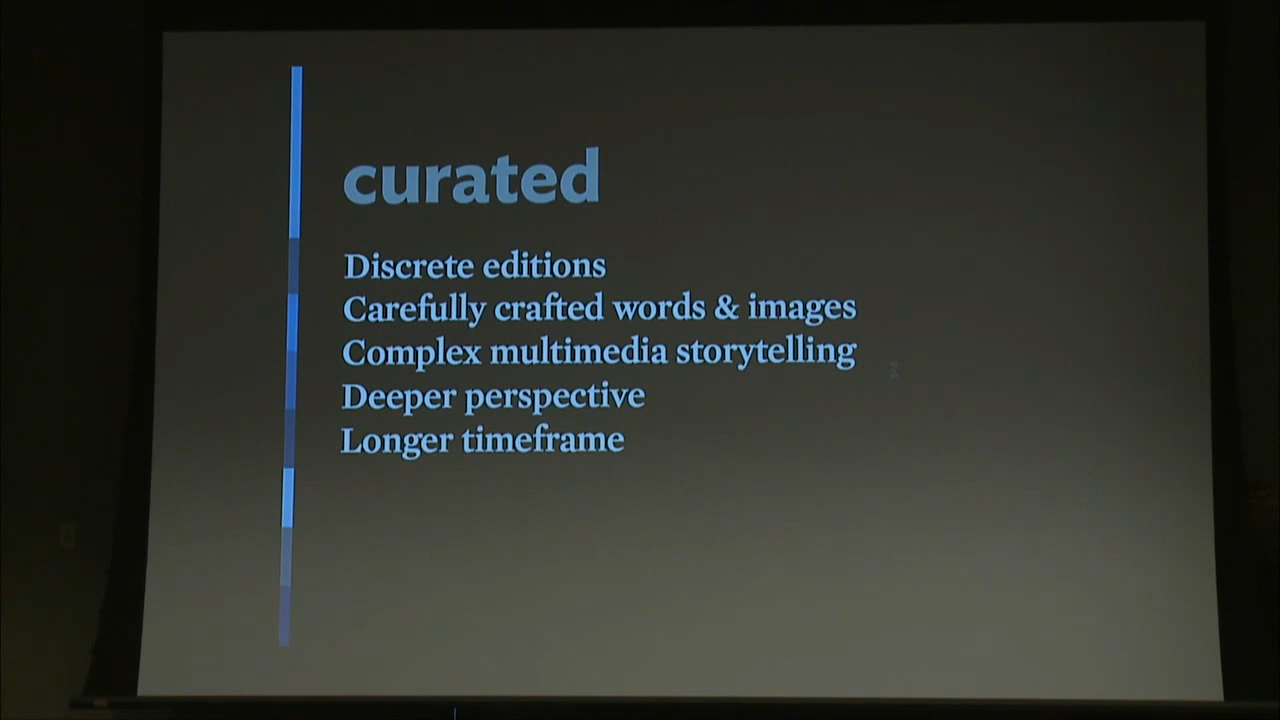 curated
Discrete editions
Carefully crafted words & images
Complex multimedia storytelling
Deeper perspective
Longer timeframe